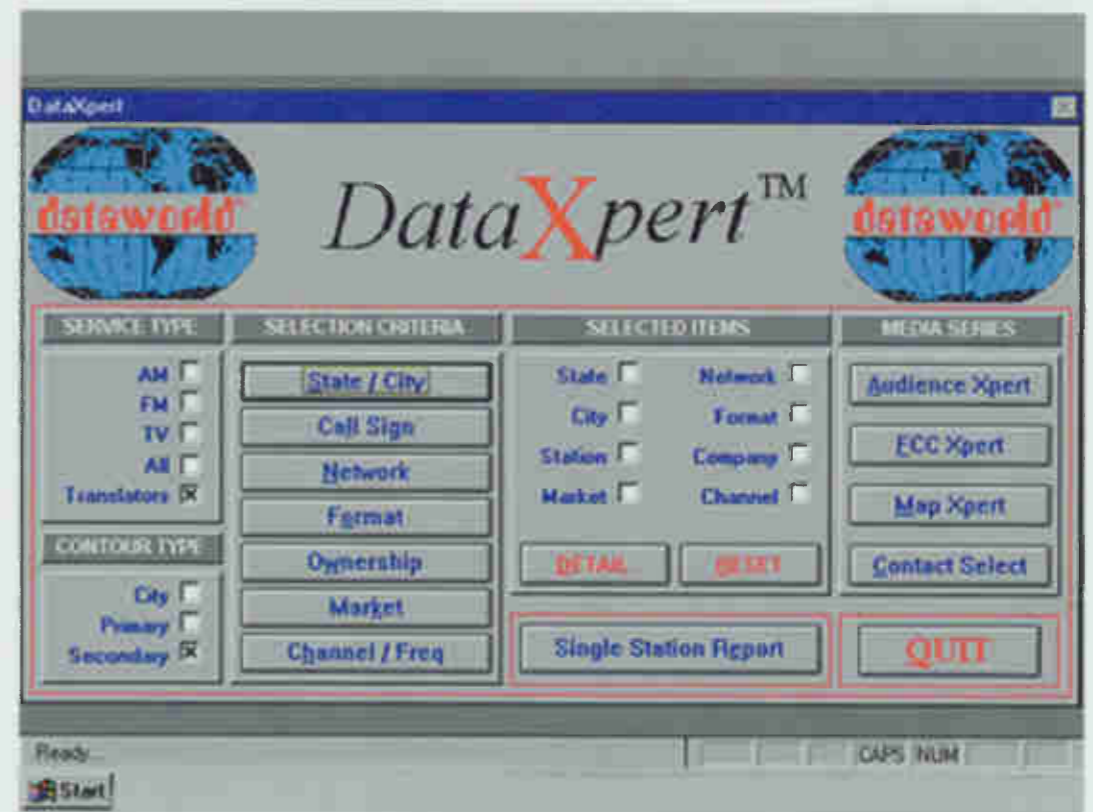 DataXpert
dataworld
DataXpert™
dataworld
SERVICE TYPE
AM
FM
TV
All
Translators
CONTOUR TYPE
City
Primary
Secondary
SELECTION CRITERIA
State / City
Call Sign
Network
Format
Ownership
Market
Channel / Freq
SELECTED ITEMS
State
Network
City
Format
Station
Company
Market
Channel
DETAIL
RESET
Single Station Report
MEDIA SERIES
Audience Xpert
FCC Xpert
Map Xpert
Contact Select
QUIT
Ready...
CAPS NUM
Start